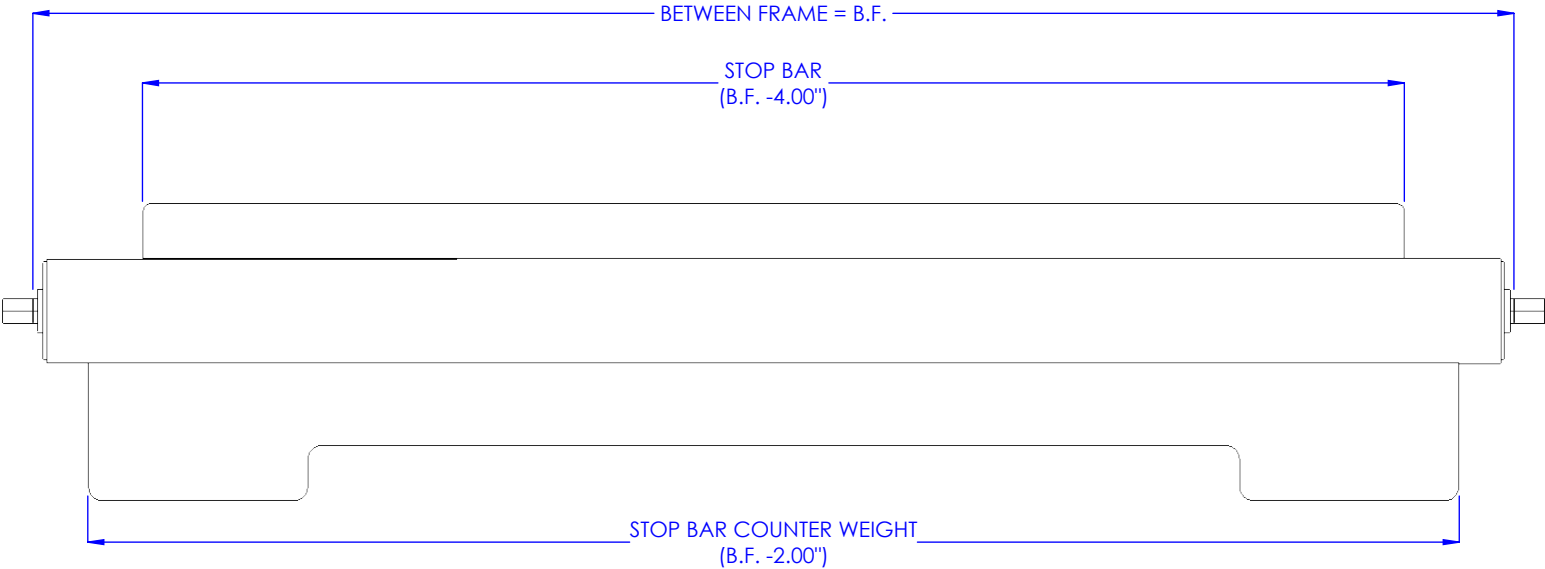 BETWEEN FRAME = B.F.
STOP BAR
(B.F. -4.00")
STOP BAR COUNTER WEIGHT
(B.F. -2.00")